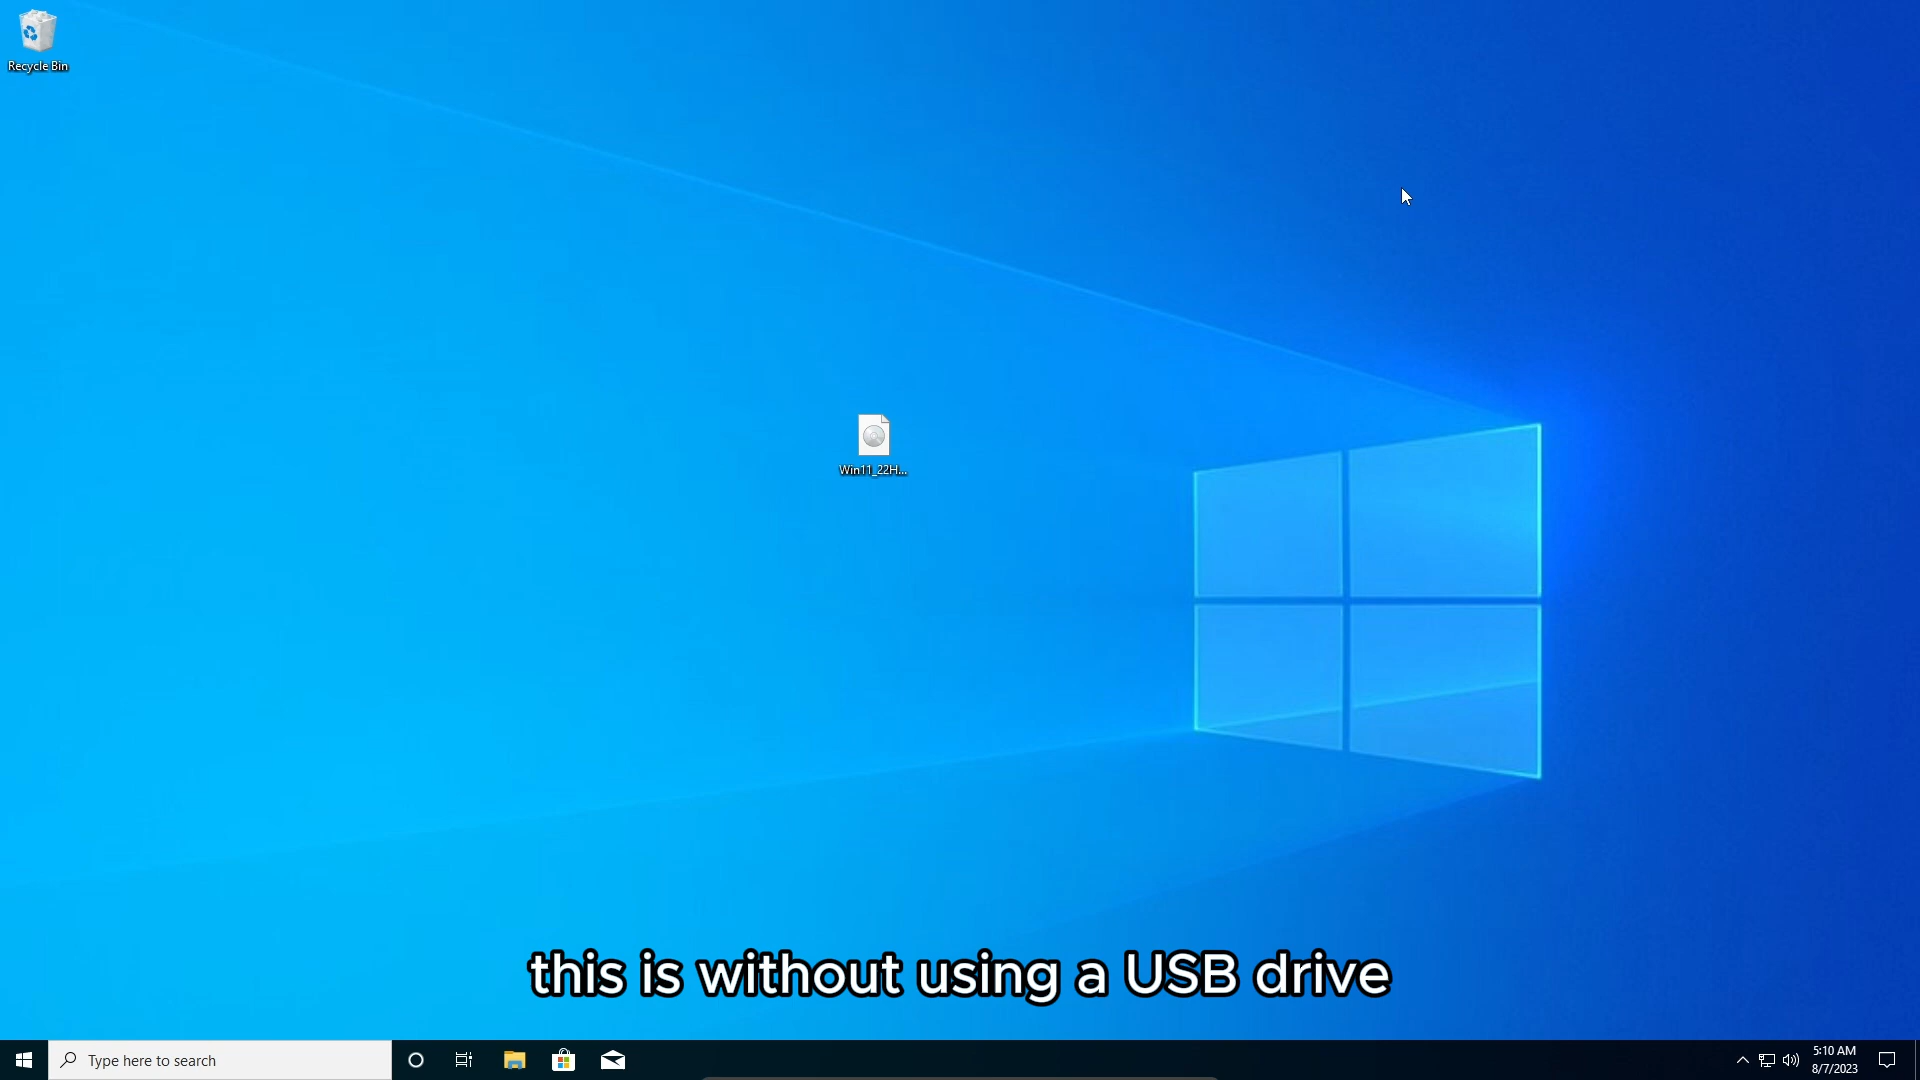 Recycle Bin
Win11_22H...
this is without using a USB drive
Type here to search
5:10 AM
8/7/2023